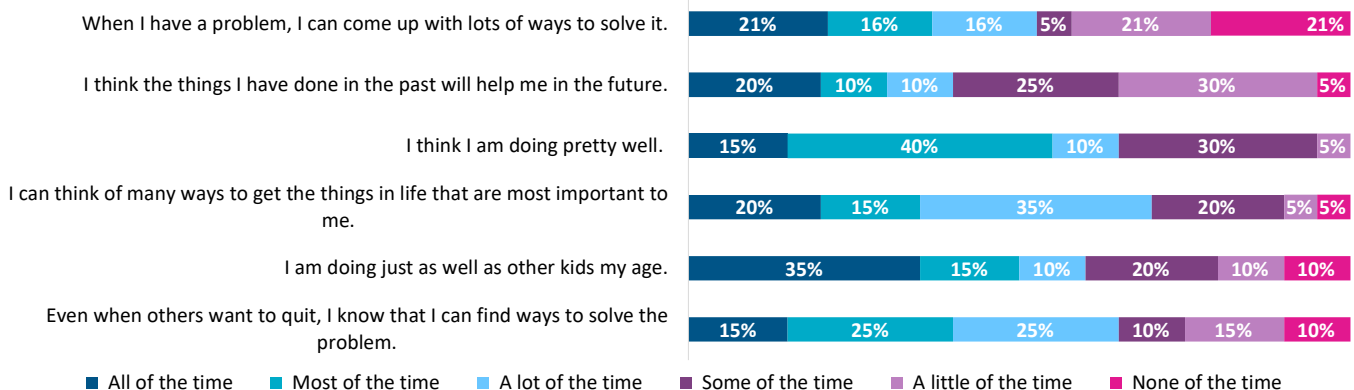 When I have a problem, I can come up with lots of ways to solve it.
21% 16% 16% 5% 21% 21%
I think the things I have done in the past will help me in the future.
20% 10% 10% 25% 30% 5%
I think I am doing pretty well.
15% 40% 10% 30% 5%
I can think of many ways to get the things in life that are most important to
me.
20% 15% 35% 20% 5% 5%
I am doing just as well as other kids my age.
35% 15% 10% 20% 10% 10%
Even when others want to quit, I know that I can find ways to solve the
problem.
15% 25% 25% 10% 15% 10%
All of the time Most of the time A lot of the time Some of the time A little of the time None of the time